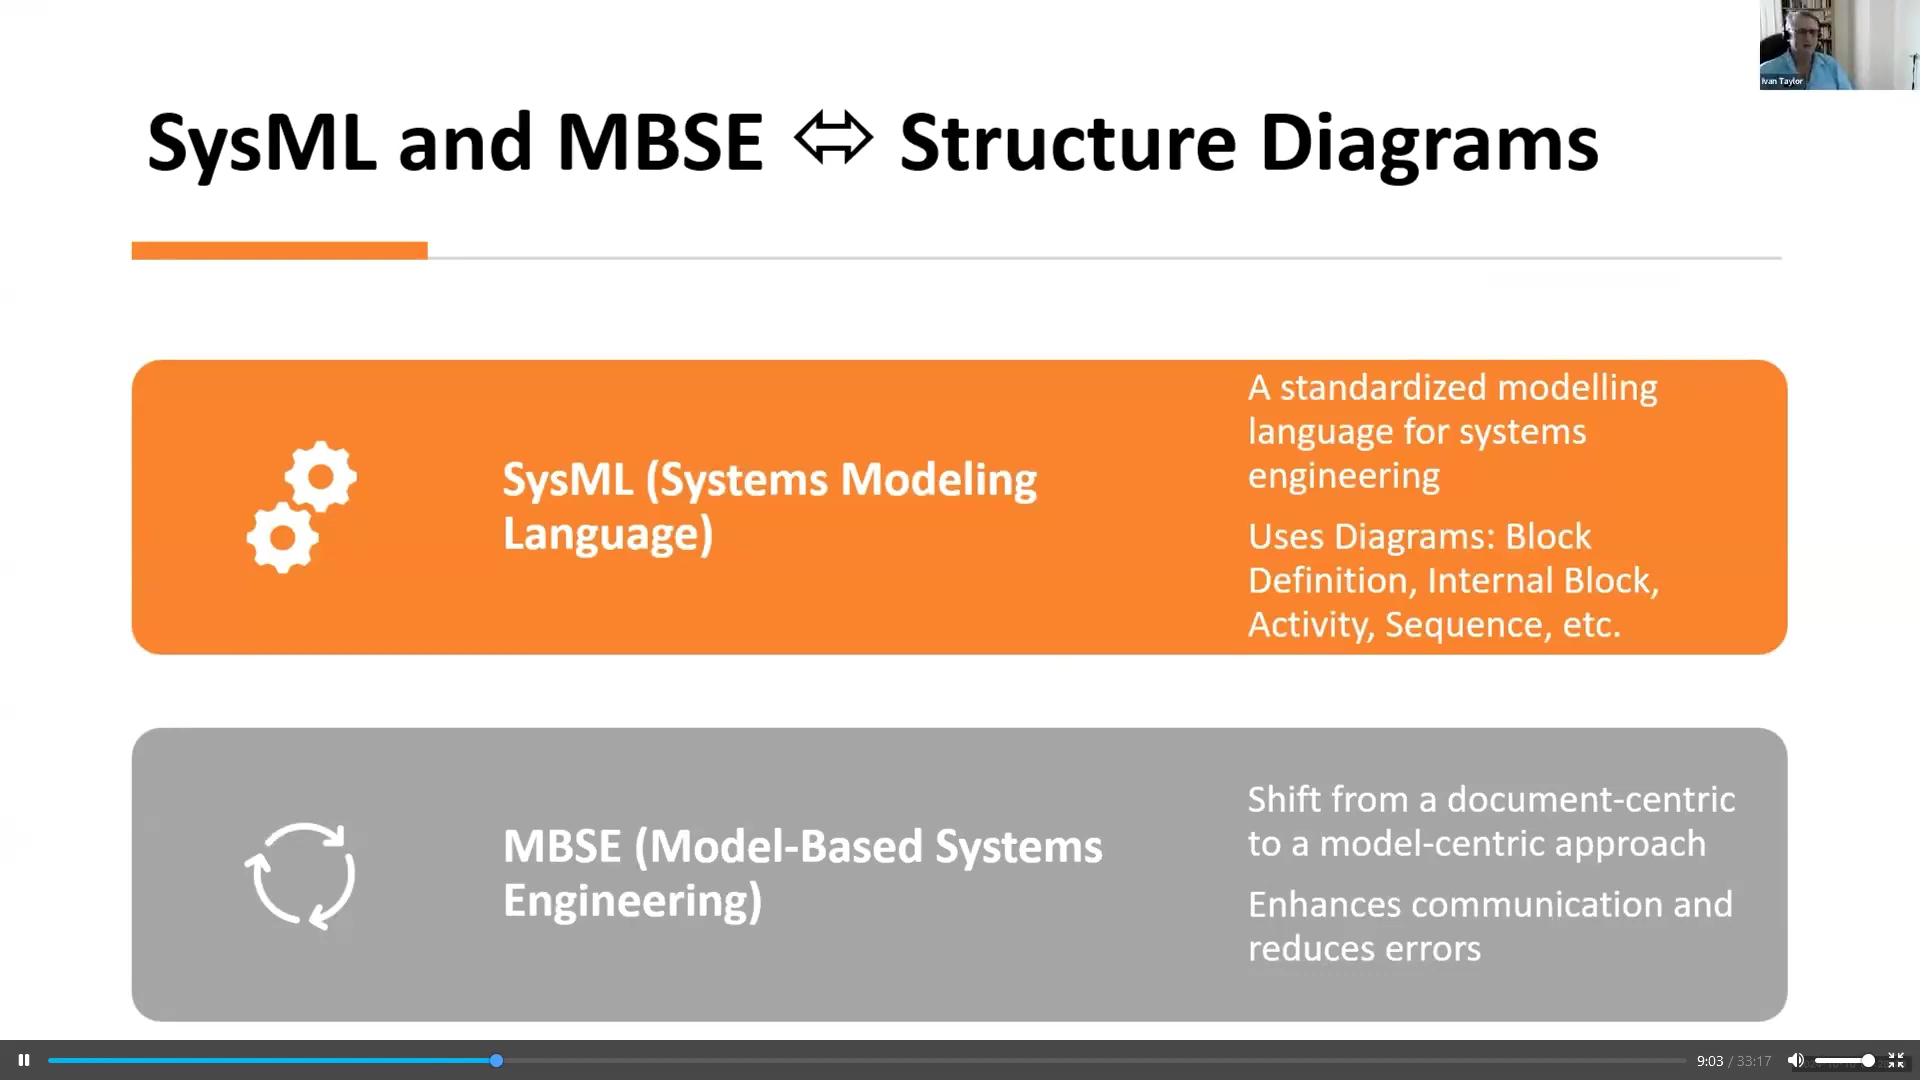 Ivan Taylor
SysML and MBSE ⇔ Structure Diagrams
SysML (Systems Modeling
Language)
A standardized modelling
language for systems
engineering
Uses Diagrams: Block
Definition, Internal Block,
Activity, Sequence, etc.
MBSE (Model-Based Systems
Engineering)
Shift from a document-centric
to a model-centric approach
Enhances communication and
reduces errors
9:03 / 33:17